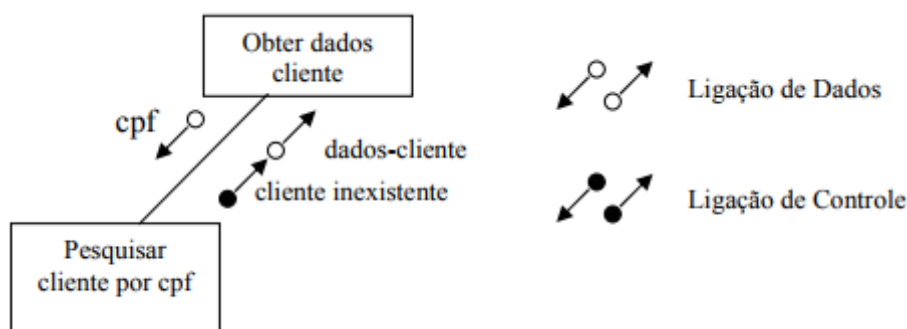 Obter dados
cliente
cpf
dados-cliente
cliente inexistente
Pesquisar
cliente por cpf
Ligação de Dados
Ligação de Controle